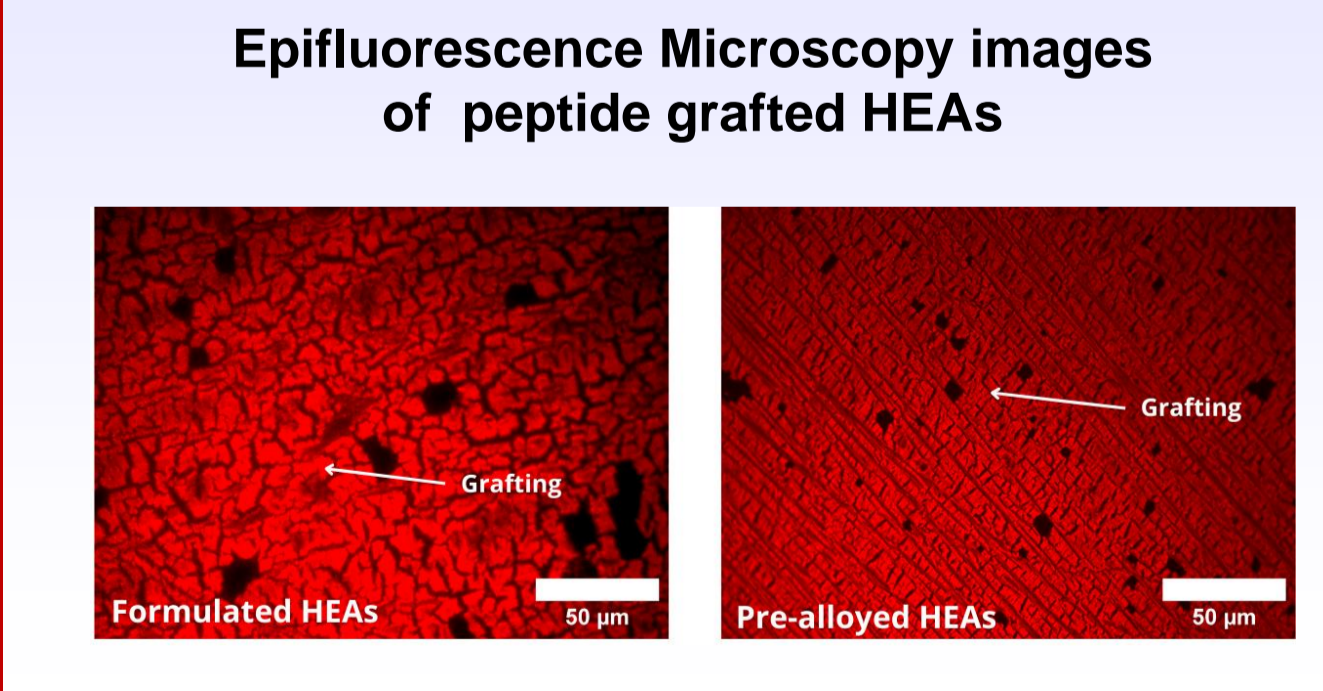 Epifluorescence Microscopy images
of peptide grafted HEAs
Grafting
Formulated HEAs
50 µm
Grafting
Pre-alloyed HEAs
50 µm